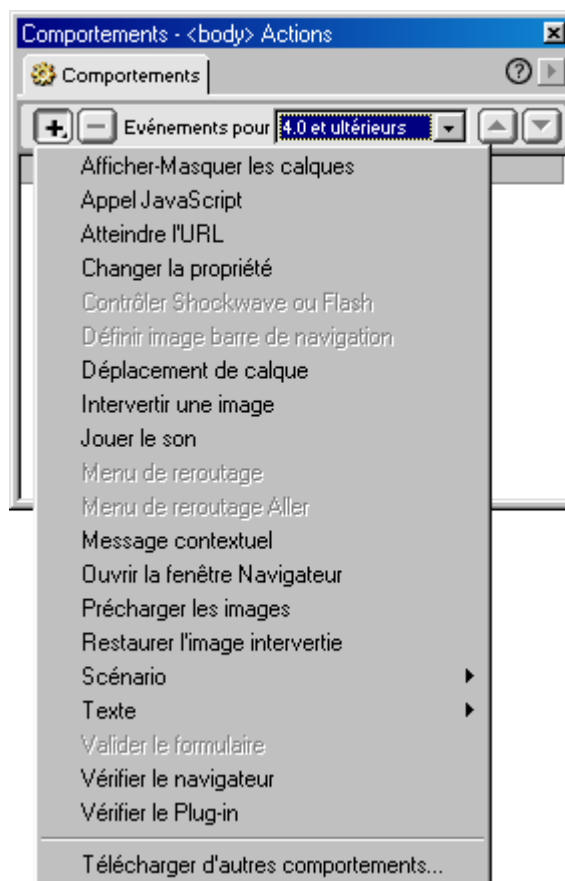 Comportements - <body> Actions
Comportements
Evénements pour 4.0 et ultérieurs
Afficher-Masquer les calques
Appel JavaScript
Atteindre l'URL
Changer la propriété
Contrôler Shockwave ou Flash
Définir image barre de navigation
Déplacement de calque
Intervertir une image
Jouer le son
Menu de reroutage
Menu de reroutage Aller
Message contextuel
Ouvrir la fenêtre Navigateur
Précharger les images
Restaurer l'image intervertie
Scénario
Texte
Valider le formulaire
Vérifier le navigateur
Vérifier le Plug-in
Télécharger d'autres comportements...